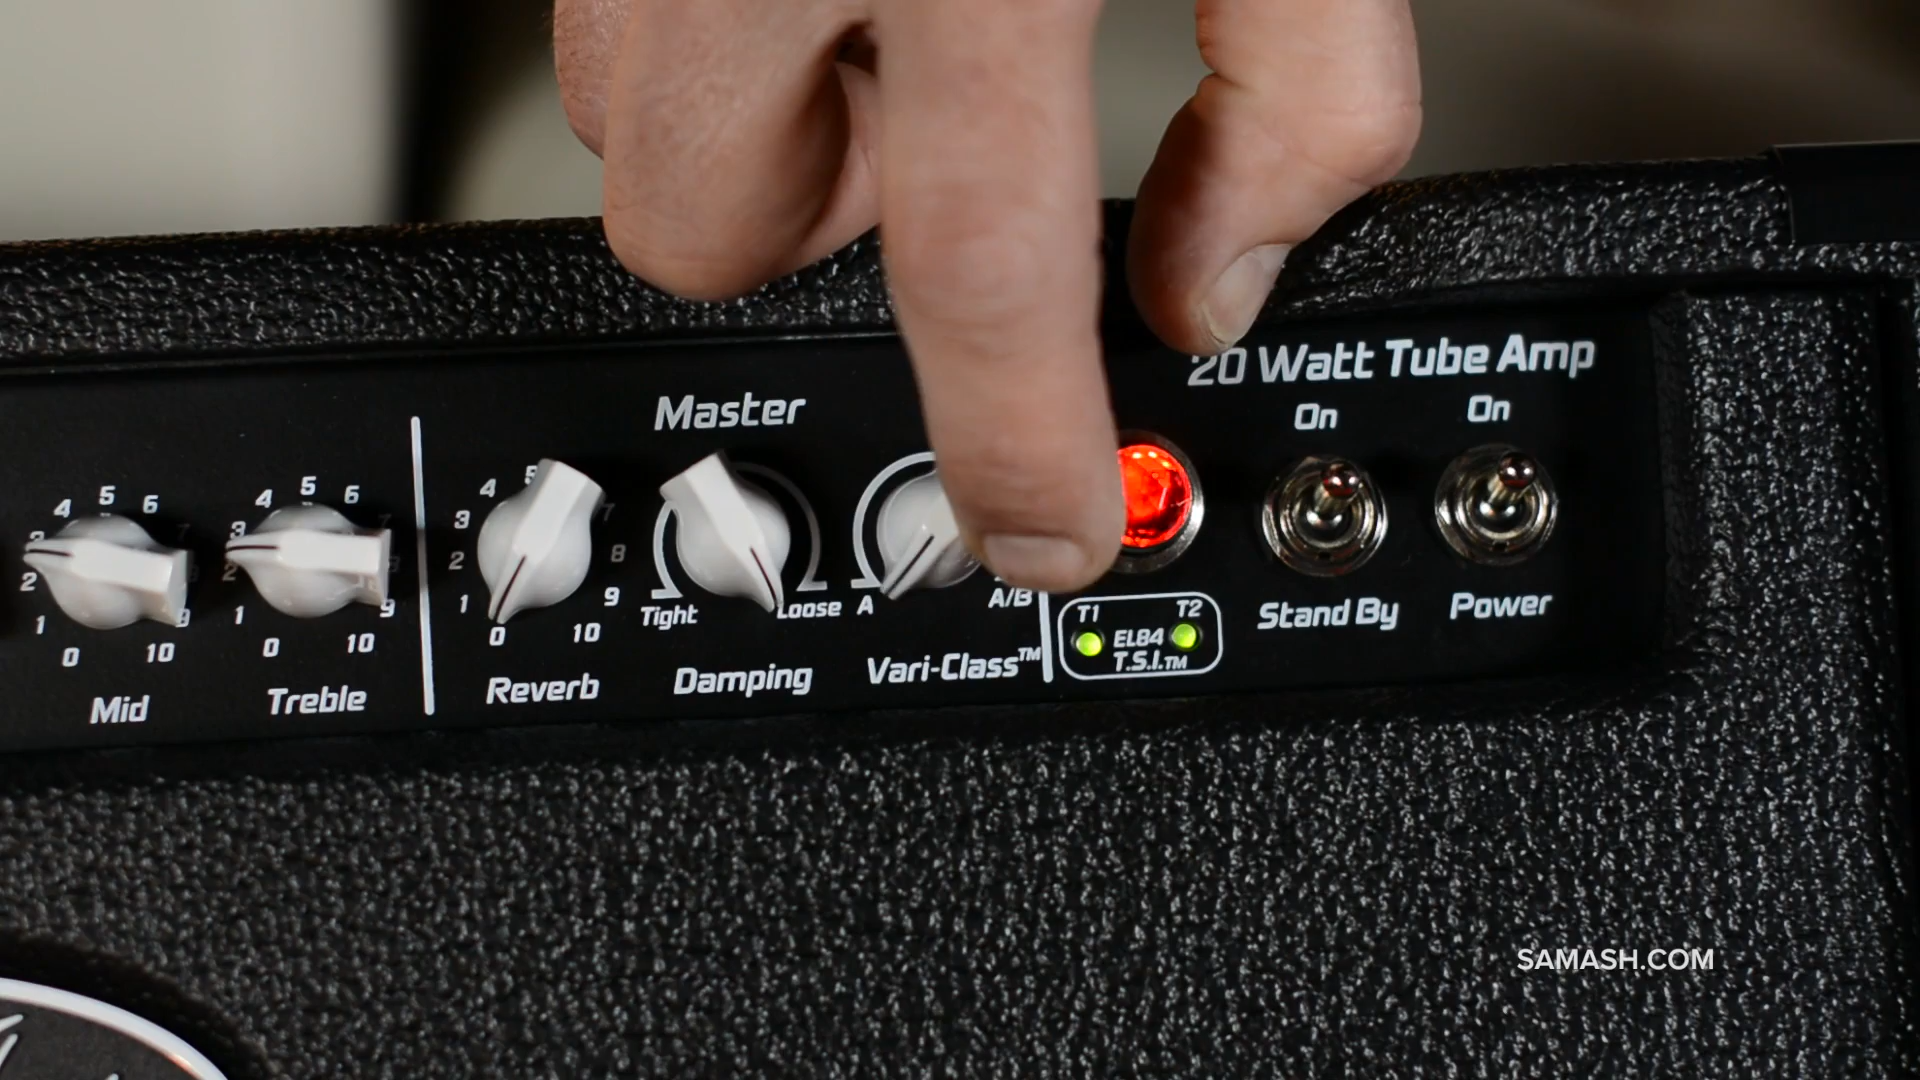 20 Watt Tube Amp
Master
On
On
4 5 6
3
2
1
0 10
Mid
4 5 6
3
2
1 9
0 10
Treble
5
4
3
2 8
1 9
0 10
Reverb
Tight Loose
Damping
A A/B
Vari-Class™
T1 T2
EL84
T.S.I.™
Stand By
Power
SAMASH.COM